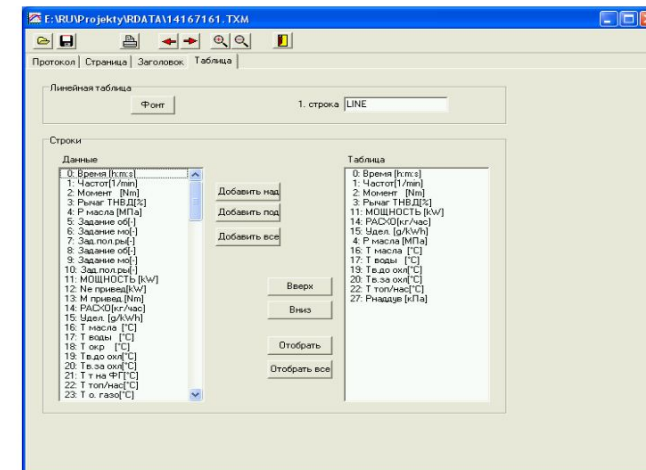 E:\RU\Projekty\RDATA\14167161.TXM
Протокол Страница Заголовок Таблица
Линейная таблица
Фонт
1. строка LINE
Строки
Данные
0: Время [h:m:s]
1: Частот[1/min]
2: Момент [Nm]
3: Рычаг ТНВД[%]
4: P масла [МПа]
5: Задание об[-]
6: Задание мо[-]
7: Зад.пол.ры[-]
8: Задание об[-]
9: Задание мо[-]
10: Зад.пол.ры[-]
11: МОЩНОСТЬ [kW]
12: Ne привед[kW]
13: М привед.[Nm]
14: РАСХО[кг/час]
15: Удел. [g/kWh]
16: Т масла [°C]
17: Т воды [°C]
18: Т окр [°C]
19: Тв.до охл[°C]
20: Тв.за охл[°C]
21: Т т на ФГ[°C]
22: Т топ/нас[°C]
23: Т о. газо[°C]
Добавить над
Добавить под
Добавить все
Вверх
Вниз
Отобрать
Отобрать все
Таблица
0: Время [h:m:s]
1: Частот[1/min]
2: Момент [Nm]
3: Рычаг ТНВД[%]
11: МОЩНОСТЬ [kW]
14: РАСХО[кг/час]
15: Удел. [g/kWh]
4: P масла [МПа]
16: Т масла [°C]
17: Т воды [°C]
19: Тв.до охл[°C]
20: Тв.за охл[°C]
22: Т топ/нас[°C]
27: Рнаддув [кПа]